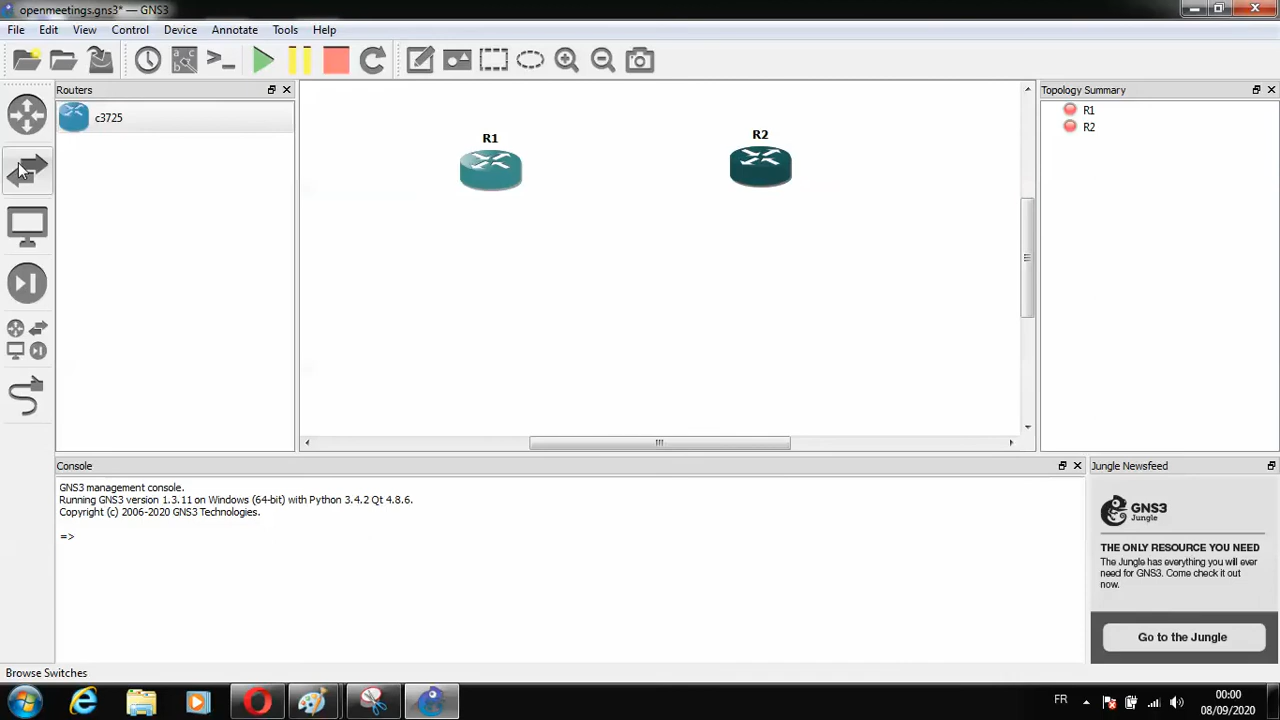 openmeetings.gns3* — GNS3
File Edit View Control Device Annotate Tools Help
Routers
c3725
R1
R2
Topology Summary
R1
R2
Console
GNS3 management console.
Running GNS3 version 1.3.11 on Windows (64-bit) with Python 3.4.2 Qt 4.8.6.
Copyright (c) 2006-2020 GNS3 Technologies.
=>
Jungle Newsfeed
GNS3
Jungle
THE ONLY RESOURCE YOU NEED
The Jungle has everything you will ever
need for GNS3. Come check it out
now.
Go to the Jungle
Browse Switches
FR
00:00
08/09/2020